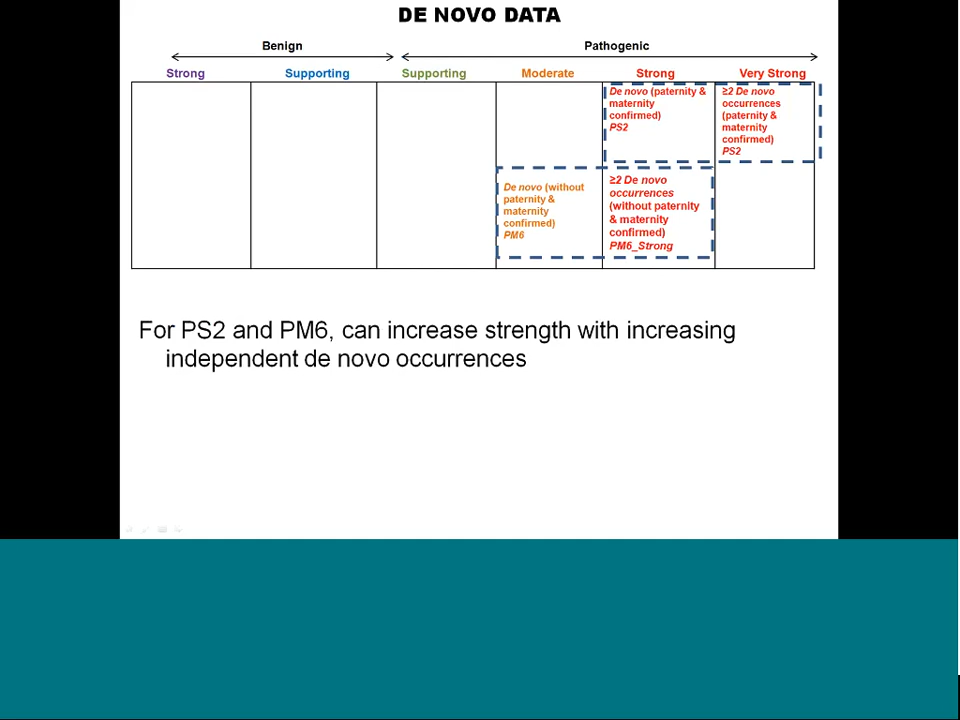 DE NOVO DATA
Benign
Pathogenic
Strong
Supporting
Supporting
Moderate
Strong
Very Strong
De novo (paternity &
maternity
confirmed)
PS2
≥2 De novo
occurrences
(paternity &
maternity
confirmed)
PS2
De novo (without
paternity &
maternity
confirmed)
PM6
≥2 De novo
occurrences
(without paternity
& maternity
confirmed)
PM6_Strong
For PS2 and PM6, can increase strength with increasing
independent de novo occurrences